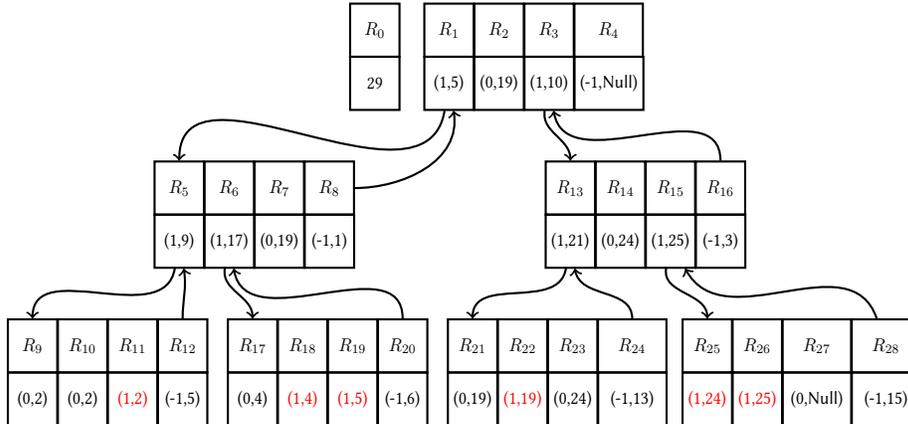 R₀ R₁ R₂ R₃ R₄
29 (1,5) (0,19) (1,10) (-1,Null)
R₅ R₆ R₇ R₈ R₁₃ R₁₄ R₁₅ R₁₆
(1,9) (1,17) (0,19) (-1,1) (1,21) (0,24) (1,25) (-1,3)
R₉ R₁₀ R₁₁ R₁₂ R₁₇ R₁₈ R₁₉ R₂₀ R₂₁ R₂₂ R₂₃ R₂₄ R₂₅ R₂₆ R₂₇ R₂₈
(0,2) (0,2) (1,2) (-1,5) (0,4) (1,4) (1,5) (-1,6) (0,19) (1,19) (0,24) (-1,13) (1,24) (1,25) (0,Null) (-1,15)